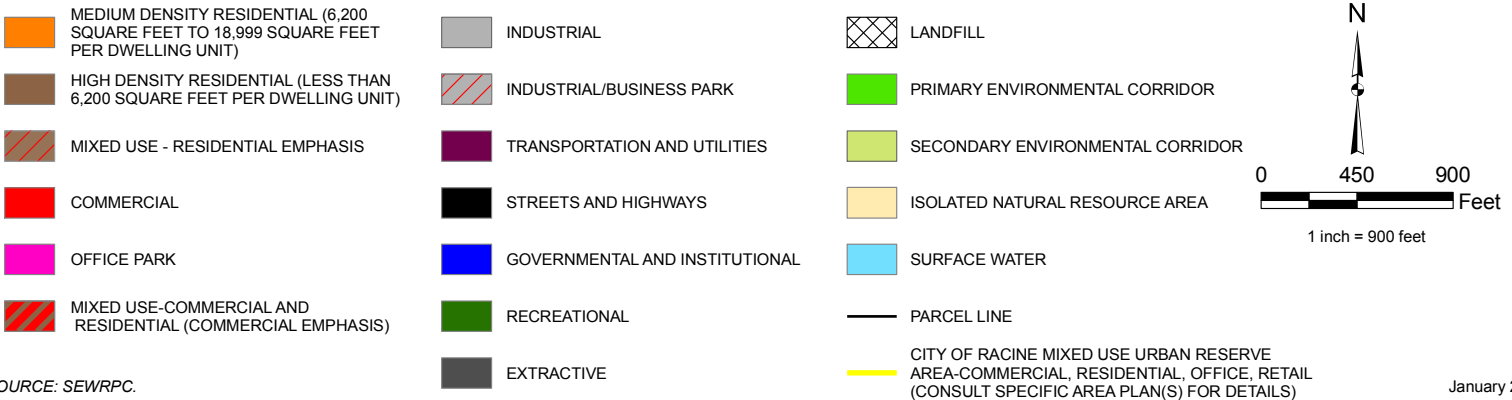 MEDIUM DENSITY RESIDENTIAL (6,200
SQUARE FEET TO 18,999 SQUARE FEET
PER DWELLING UNIT)
HIGH DENSITY RESIDENTIAL (LESS THAN
6,200 SQUARE FEET PER DWELLING UNIT)
MIXED USE - RESIDENTIAL EMPHASIS
COMMERCIAL
OFFICE PARK
MIXED USE-COMMERCIAL AND
RESIDENTIAL (COMMERCIAL EMPHASIS)
INDUSTRIAL
INDUSTRIAL/BUSINESS PARK
TRANSPORTATION AND UTILITIES
STREETS AND HIGHWAYS
GOVERNMENTAL AND INSTITUTIONAL
RECREATIONAL
EXTRACTIVE
LANDFILL
PRIMARY ENVIRONMENTAL CORRIDOR
SECONDARY ENVIRONMENTAL CORRIDOR
ISOLATED NATURAL RESOURCE AREA
SURFACE WATER
PARCEL LINE
CITY OF RACINE MIXED USE URBAN RESERVE
AREA-COMMERCIAL, RESIDENTIAL, OFFICE, RETAIL
(CONSULT SPECIFIC AREA PLAN(S) FOR DETAILS)
N
0 450 900
Feet
1 inch = 900 feet
OURCE: SEWRPC.
January 2